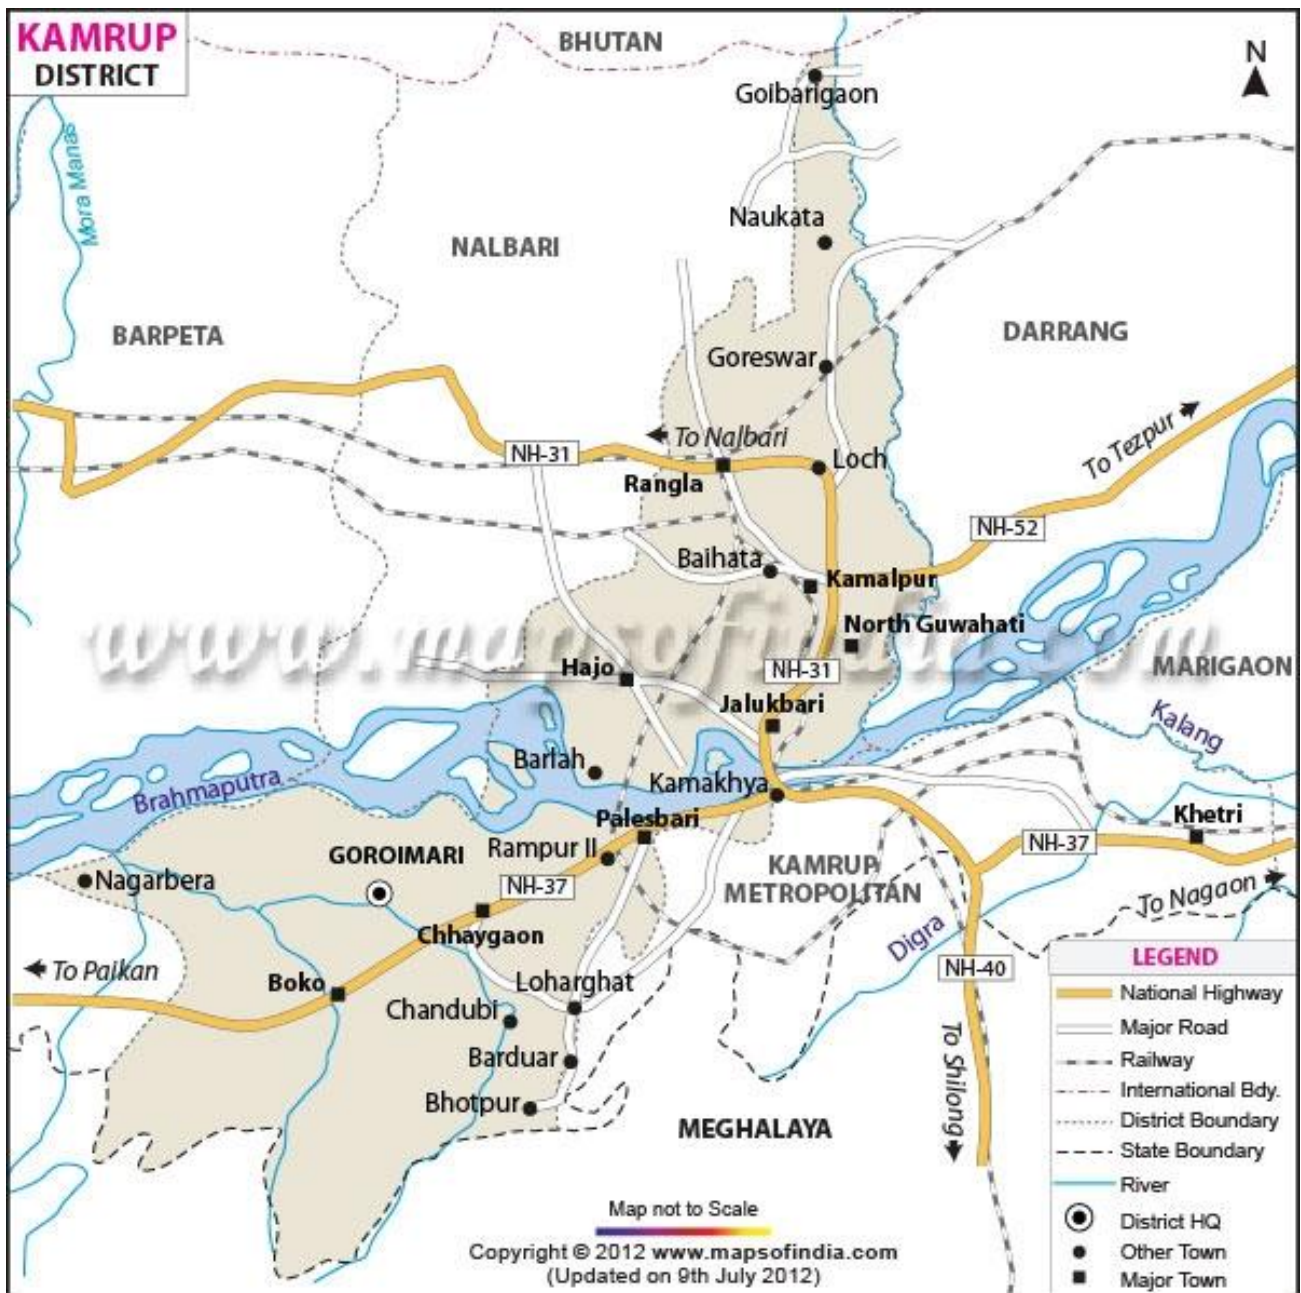 KAMRUP
DISTRICT
BHUTAN
N
Goibarigaon
Mora Manas
Naukata
NALBARI
BARPETA
DARRANG
Goreswar
To Nalbari
To Tezpur
NH-31
Loch
Rangla
NH-52
Baihata
Kamalpur
www.mapsofindia.com
North Guwahati
Hajo
NH-31
MARIGAON
Jalukbari
Kalang
Barlah
Kamakhya
Brahmaputra
Palesbari
Khetri
GOROIMARI
Rampur II
NH-37
KAMRUP
METROPOLITAN
Nagarbera
NH-37
To Nagaon
Chhaygaon
Digra
To Paikan
Boko
Loharghat
NH-40
Chandubi
Barduar
To Shilong
Bhotpur
MEGHALAYA
LEGEND
National Highway
Major Road
Railway
International Bdy.
District Boundary
State Boundary
River
District HQ
Other Town
Major Town
Map not to Scale
Copyright © 2012 www.mapsofindia.com
(Updated on 9th July 2012)